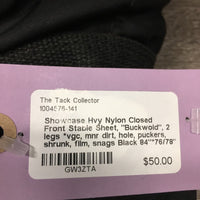 The Tack Collector
1004576-141
Showcase Hvy Nylon Closed
Front Stable Sheet, "Buckwold", 2
legs *vgc, mnr dirt, hole, puckers,
shrunk, film, snags Black 84"*76/78"
$50.00
GW3ZTA